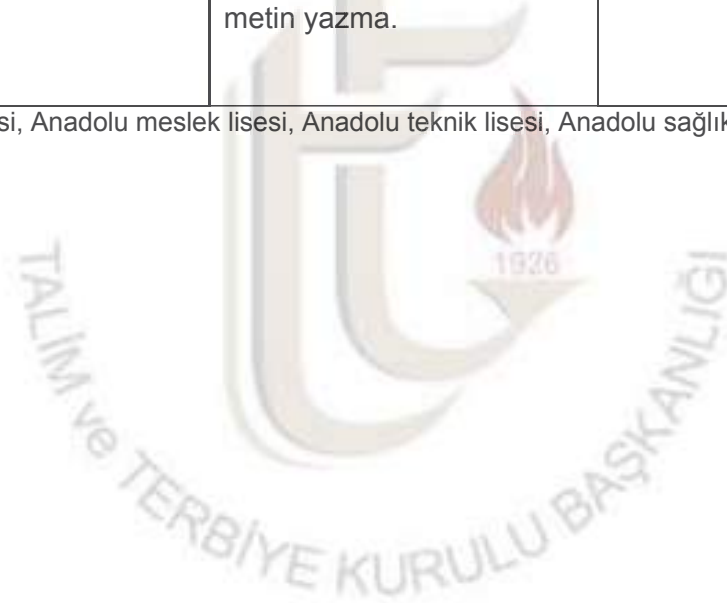 metin yazma.
si, Anadolu meslek lisesi, Anadolu teknik lisesi, Anadolu sağlık
1926
TALİM ve TERBİYE KURULU BAŞKANLIĞI